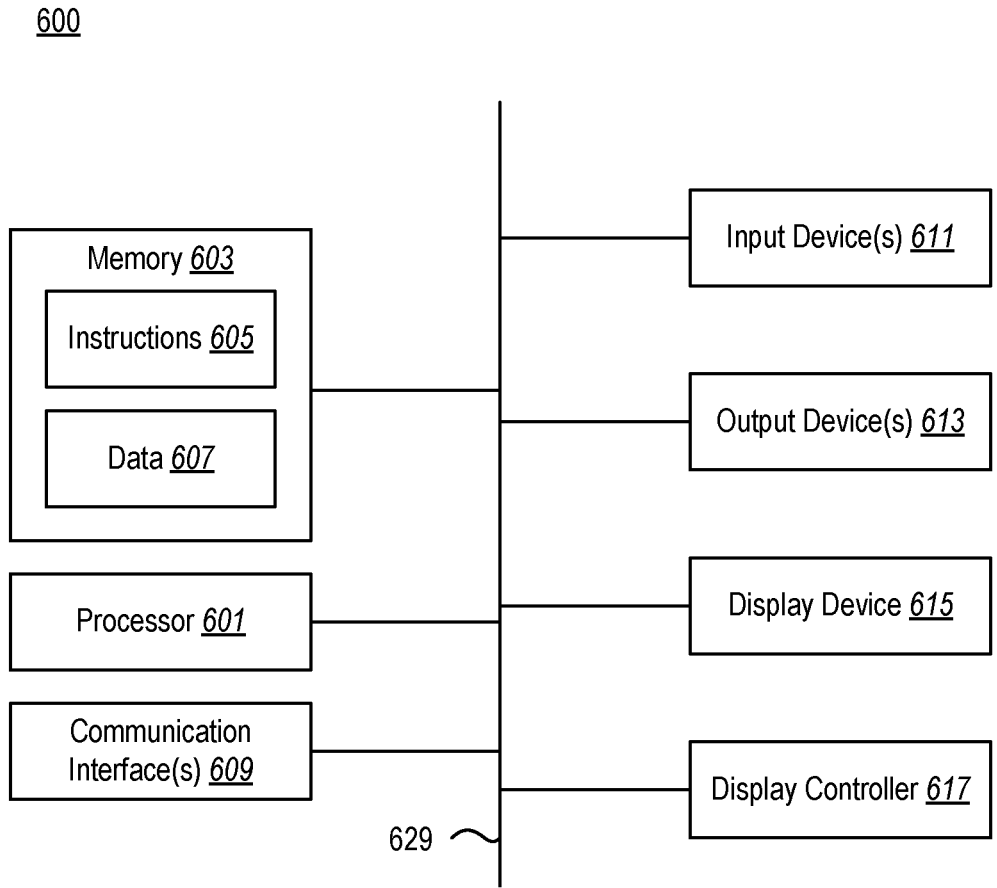 600
Memory 603
Instructions 605
Data 607
Processor 601
Communication
Interface(s) 609
Input Device(s) 611
Output Device(s) 613
Display Device 615
Display Controller 617
629